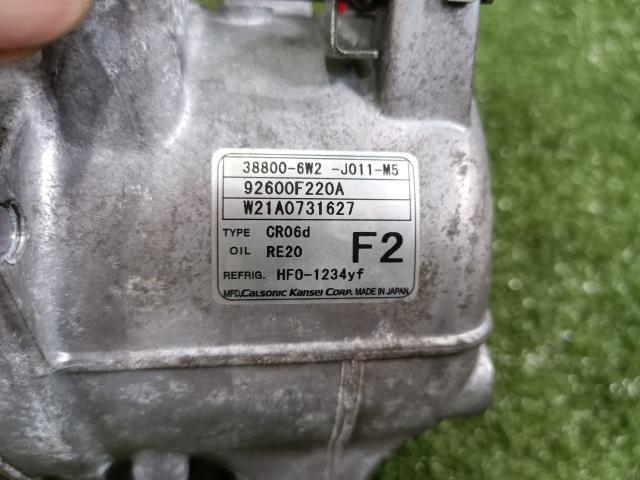 38800-6W2 -J011-M5
92600F220A
W21A0731627
TYPE CR06d
OIL RE20
F2
REFRIG. HFO-1234yf
MFD,CALSONIC KANSEI CORP. MADE IN JAPAN